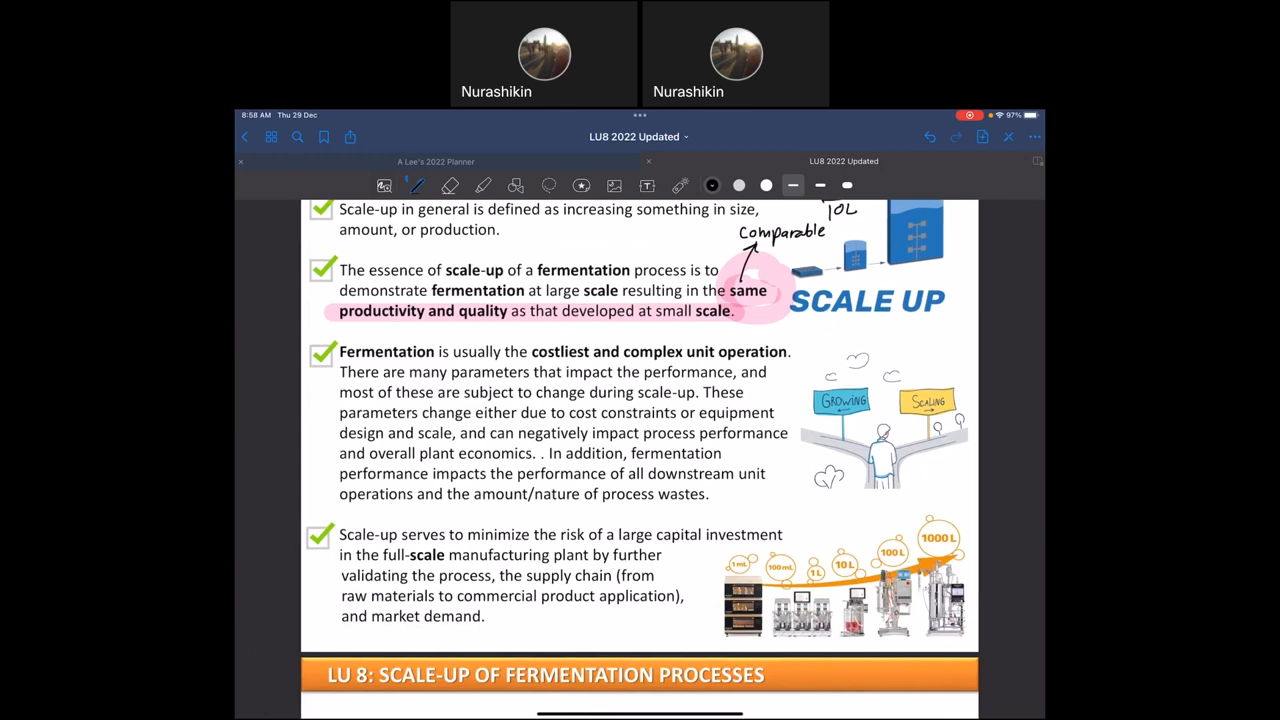 Nurashikin
Nurashikin
8:58 AM Thu 29 Dec
97%
LU8 2022 Updated
A Lee's 2022 Planner
LU8 2022 Updated
Scale-up in general is defined as increasing something in size,
amount, or production.
10L
comparable
The essence of scale-up of a fermentation process is to
demonstrate fermentation at large scale resulting in the same
productivity and quality as that developed at small scale.
SCALE UP
Fermentation is usually the costliest and complex unit operation.
There are many parameters that impact the performance, and
most of these are subject to change during scale-up. These
parameters change either due to cost constraints or equipment
design and scale, and can negatively impact process performance
and overall plant economics. . In addition, fermentation
performance impacts the performance of all downstream unit
operations and the amount/nature of process wastes.
GROWING
SCALING
Scale-up serves to minimize the risk of a large capital investment
in the full-scale manufacturing plant by further
validating the process, the supply chain (from
raw materials to commercial product application),
and market demand.
1 mL
100 mL
1 L
10 L
100 L
1000 L
LU 8: SCALE-UP OF FERMENTATION PROCESSES